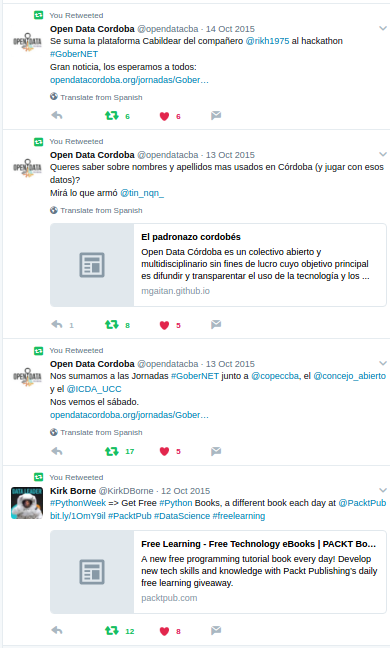 You Retweeted
Open Data Cordoba @opendatacba · 14 Oct 2015
Se suma la plataforma Cabildear del compañero @rikh1975 al hackathon
#GoberNET
Gran noticia, los esperamos a todos:
opendatacordoba.org/jornadas/Gober…
Translate from Spanish
6 6
You Retweeted
Open Data Cordoba @opendatacba · 13 Oct 2015
Queres saber sobre nombres y apellidos mas usados en Córdoba (y jugar con esos
datos)?
Mirá lo que armó @tin_nqn_
Translate from Spanish
El padronazo cordobés
Open Data Córdoba es un colectivo abierto y
multidisciplinario sin fines de lucro cuyo objetivo principal
es difundir y transparentar el uso de la tecnología y los ...
mgaitan.github.io
1 8 5
You Retweeted
Open Data Cordoba @opendatacba · 13 Oct 2015
Nos sumamos a las Jornadas #GoberNET junto a @copeccba, el @concejo_abierto
y el @ICDA_UCC
Nos vemos el sábado.
opendatacordoba.org/jornadas/Gober…
Translate from Spanish
17 5
You Retweeted
Kirk Borne @KirkDBorne · 12 Oct 2015
#PythonWeek => Get Free #Python Books, a different book each day at @PacktPub
bit.ly/1OmY9il #PacktPub #DataScience #freelearning
Free Learning - Free Technology eBooks | PACKT Bo...
A new free programming tutorial book every day! Develop
new tech skills and knowledge with Packt Publishing's daily
free learning giveaway.
packtpub.com
12 8